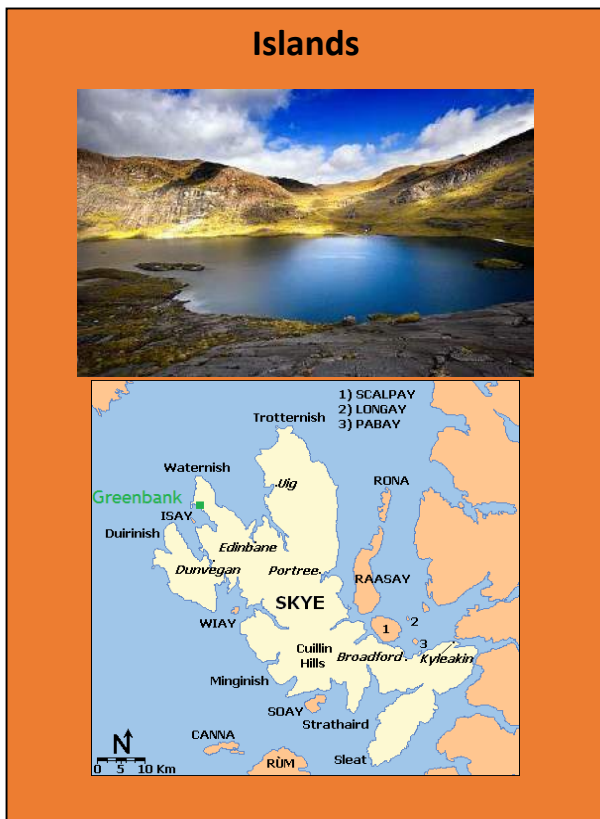 Islands
1) SCALPAY
2) LONGAY
3) PABAY
Trotternish
Waternish
Uig
RONA
Greenbank
ISAY
Duirinish
Edinbane
Dunvegan
Portree
RAASAY
SKYE
WIAY
1
2
3
Cuillin
Hills
Broadford
Kyleakin
Minginish
SOAY
Strathaird
CANNA
Sleat
RÙM
N
0 5 10 Km